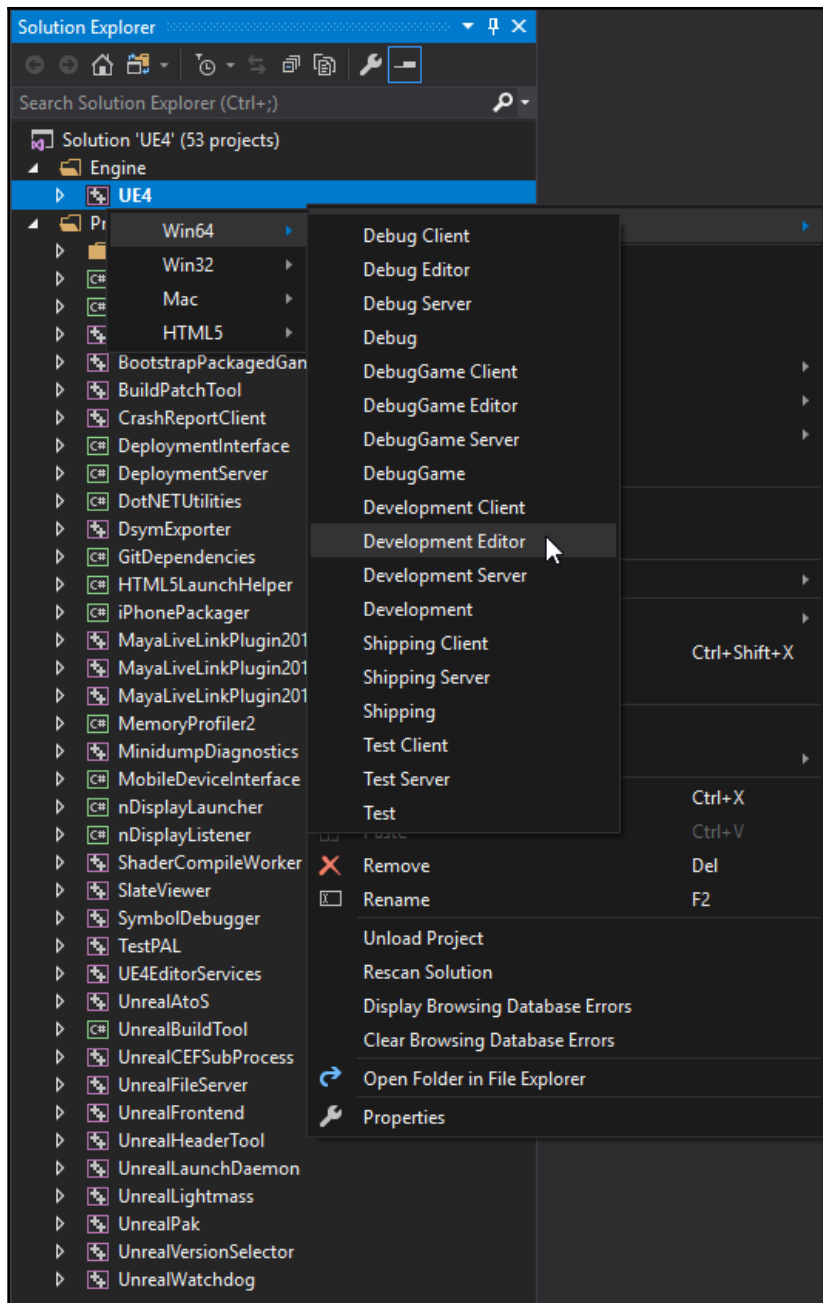 Solution Explorer
Search Solution Explorer (Ctrl+;)
Solution 'UE4' (53 projects)
Engine
UE4
Pr
Win64
Win32
Mac
HTML5
Debug Client
Debug Editor
Debug Server
Debug
DebugGame Client
DebugGame Editor
DebugGame Server
DebugGame
Development Client
Development Editor
Development Server
Development
Shipping Client
Shipping Server
Shipping
Test Client
Test Server
Test
Ctrl+Shift+X
Ctrl+X
Paste Ctrl+V
Remove Del
Rename F2
Unload Project
Rescan Solution
Display Browsing Database Errors
Clear Browsing Database Errors
Open Folder in File Explorer
Properties
C#
C#
BootstrapPackagedGan
BuildPatchTool
CrashReportClient
C# DeploymentInterface
C# DeploymentServer
C# DotNETUtilities
DsymExporter
C# GitDependencies
C# HTML5LaunchHelper
C# iPhonePackager
MayaLiveLinkPlugin201
MayaLiveLinkPlugin201
MayaLiveLinkPlugin201
C# MemoryProfiler2
MinidumpDiagnostics
C# MobileDeviceInterface
C# nDisplayLauncher
C# nDisplayListener
ShaderCompileWorker
SlateViewer
SymbolDebugger
TestPAL
UE4EditorServices
UnrealAtoS
C# UnrealBuildTool
UnrealCEFSubProcess
UnrealFileServer
UnrealFrontend
UnrealHeaderTool
UnrealLaunchDaemon
UnrealLightmass
UnrealPak
UnrealVersionSelector
UnrealWatchdog